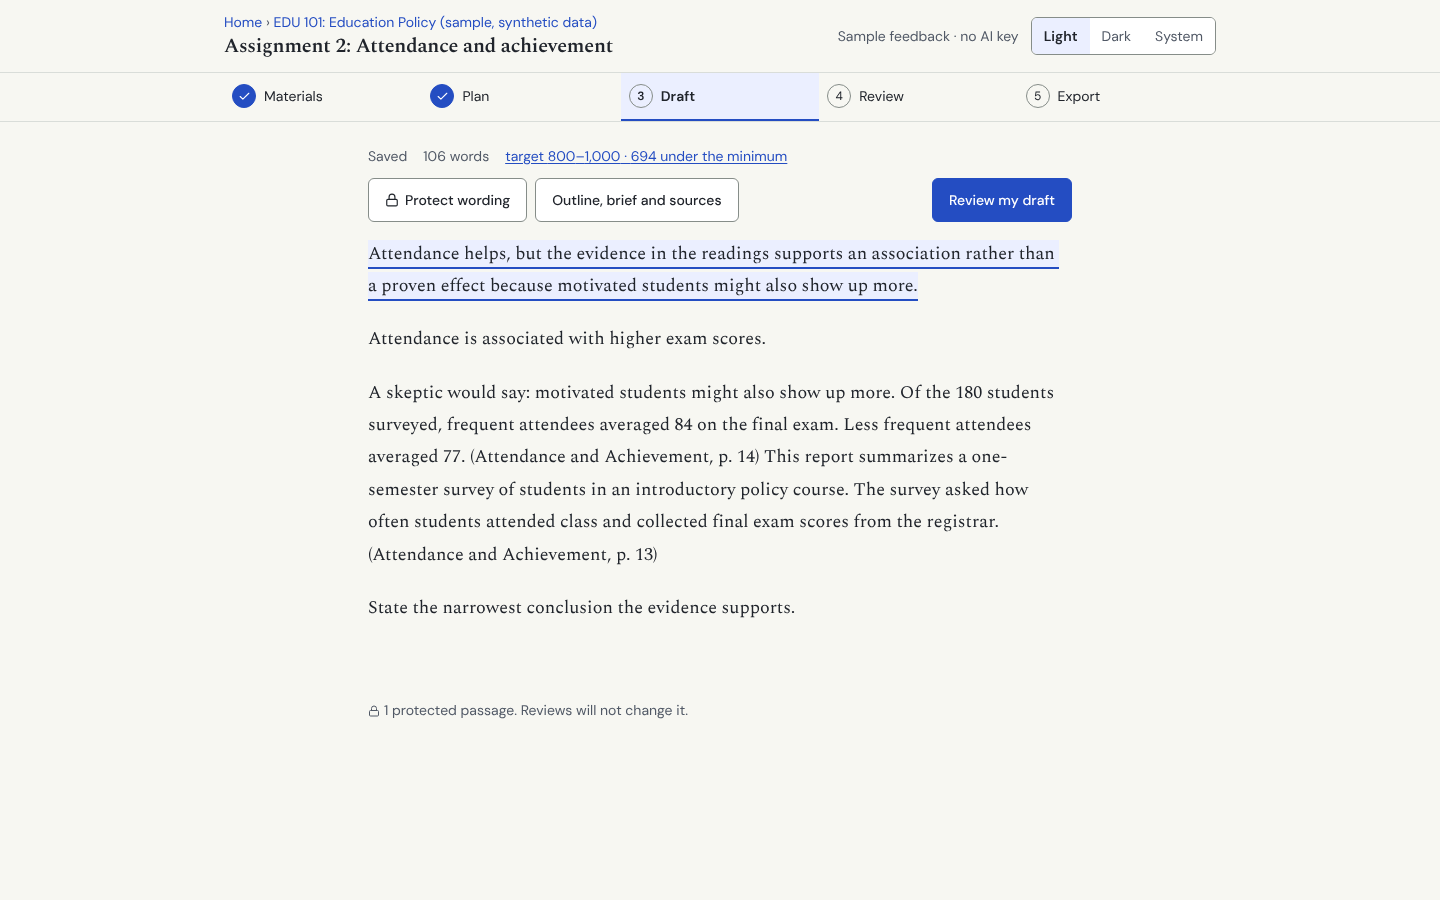 Home › EDU 101: Education Policy (sample, synthetic data)
Assignment 2: Attendance and achievement
Sample feedback · no AI key
Light
Dark
System
Materials
Plan
3 Draft
4 Review
5 Export
Saved 106 words target 800–1,000 · 694 under the minimum
Protect wording
Outline, brief and sources
Review my draft
Attendance helps, but the evidence in the readings supports an association rather than
a proven effect because motivated students might also show up more.
Attendance is associated with higher exam scores.
A skeptic would say: motivated students might also show up more. Of the 180 students
surveyed, frequent attendees averaged 84 on the final exam. Less frequent attendees
averaged 77. (Attendance and Achievement, p. 14) This report summarizes a one-
semester survey of students in an introductory policy course. The survey asked how
often students attended class and collected final exam scores from the registrar.
(Attendance and Achievement, p. 13)
State the narrowest conclusion the evidence supports.
1 protected passage. Reviews will not change it.